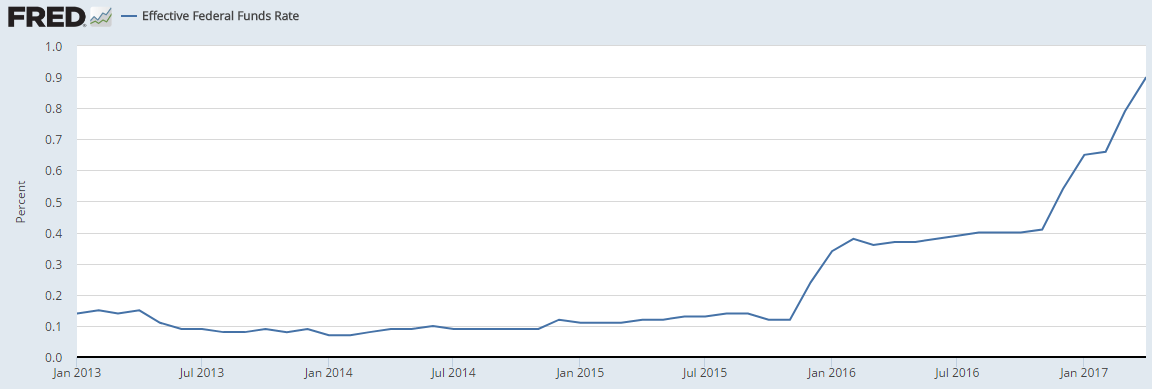 FRED
Effective Federal Funds Rate
1.0
0.9
0.8
0.7
0.6
0.5
0.4
0.3
0.2
0.1
0.0
Percent
Jan 2013 Jul 2013 Jan 2014 Jul 2014 Jan 2015 Jul 2015 Jan 2016 Jul 2016 Jan 2017